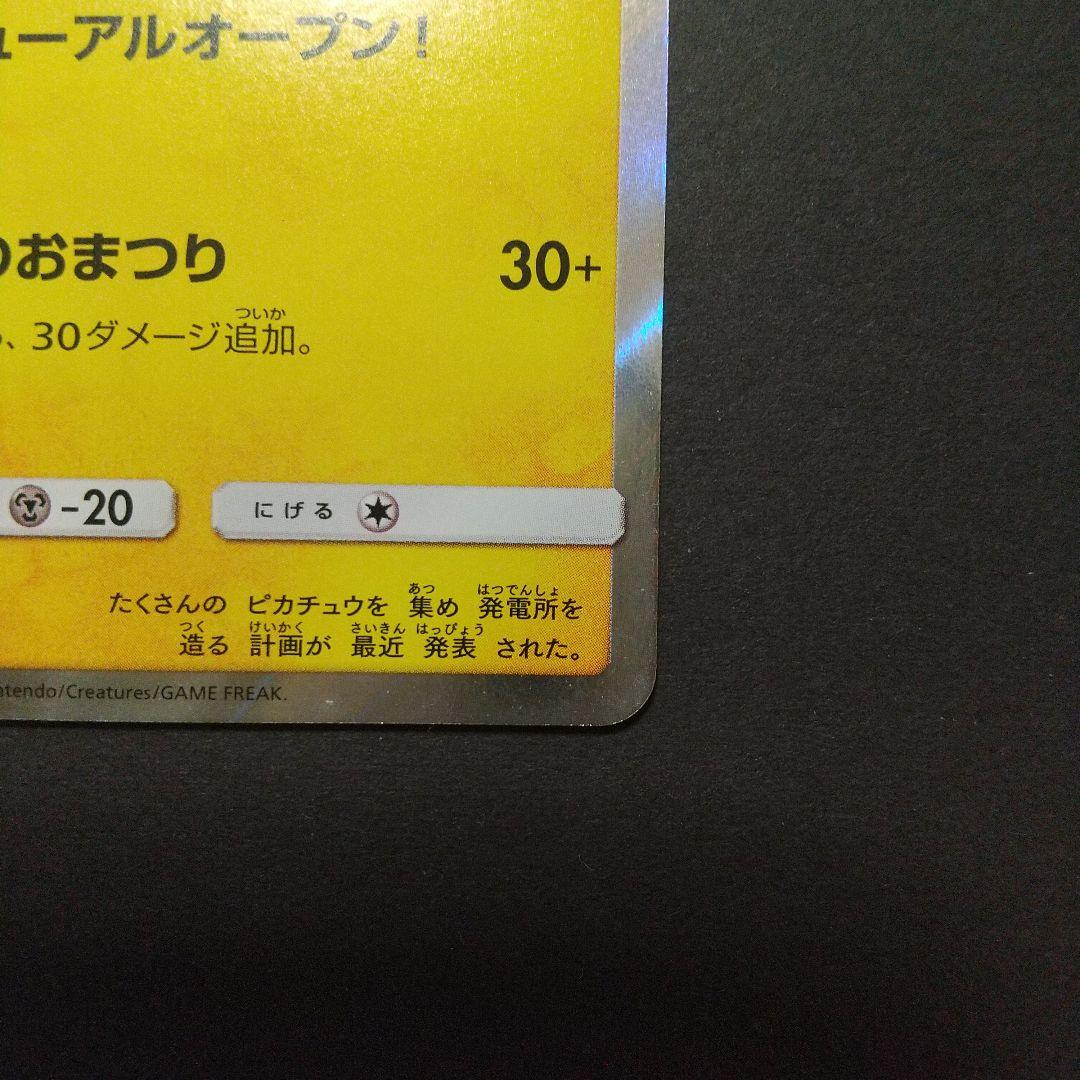 ューアルオープン!
のおまつり 30+
、30ダメージ追加。
ついか
-20 にげる
たくさんの ピカチュウを 集め 発電所を
あつ はつでんしょ
造る 計画が 最近 発表 された。
つく けいかく さいきん はっぴょう
ntendo/Creatures/GAME FREAK.